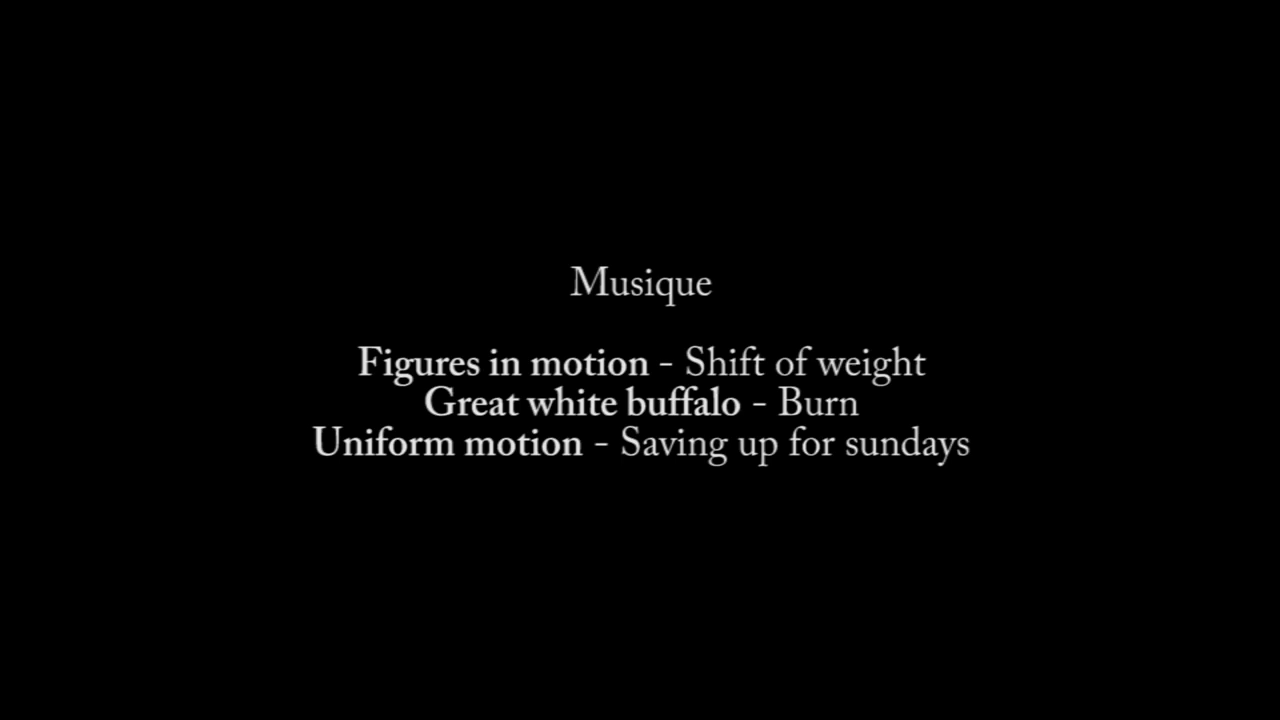 Musique
Figures in motion - Shift of weight
Great white buffalo - Burn
Uniform motion - Saving up for sundays